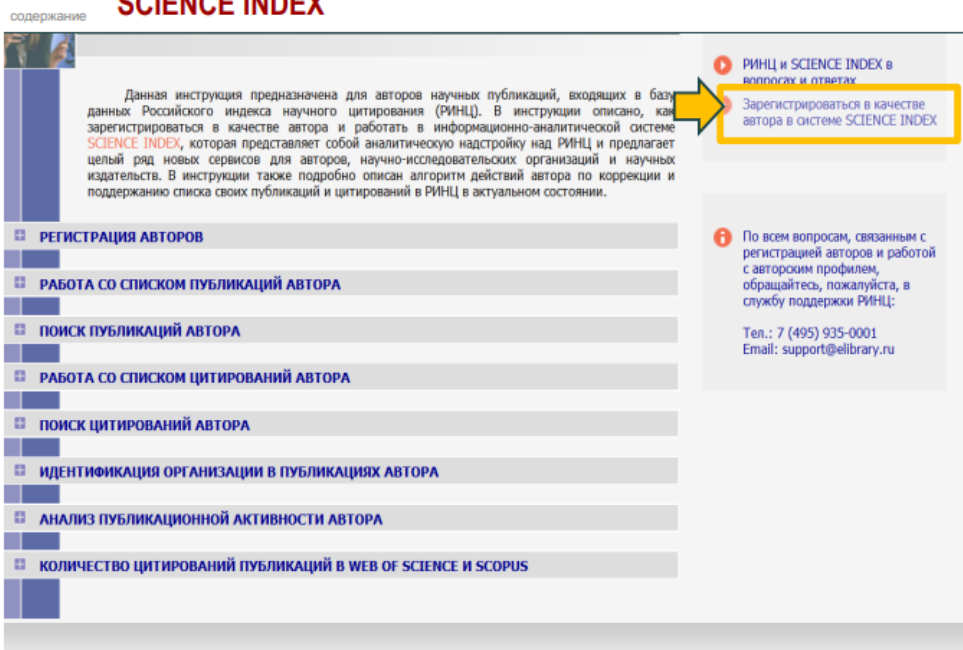 содержание
SCIENCE INDEX
Данная инструкция предназначена для авторов научных публикаций, входящих в базу
данных Российского индекса научного цитирования (РИНЦ). В инструкции описано, как
зарегистрироваться в качестве автора и работать в информационно-аналитической системе
SCIENCE INDEX, которая представляет собой аналитическую надстройку над РИНЦ и предлагает
целый ряд новых сервисов для авторов, научно-исследовательских организаций и научных
издательств. В инструкции также подробно описан алгоритм действий автора по коррекции и
поддержанию списка своих публикаций и цитирований в РИНЦ в актуальном состоянии.
РЕГИСТРАЦИЯ АВТОРОВ
РАБОТА СО СПИСКОМ ПУБЛИКАЦИЙ АВТОРА
ПОИСК ПУБЛИКАЦИЙ АВТОРА
РАБОТА СО СПИСКОМ ЦИТИРОВАНИЙ АВТОРА
ПОИСК ЦИТИРОВАНИЙ АВТОРА
ИДЕНТИФИКАЦИЯ ОРГАНИЗАЦИИ В ПУБЛИКАЦИЯХ АВТОРА
АНАЛИЗ ПУБЛИКАЦИОННОЙ АКТИВНОСТИ АВТОРА
КОЛИЧЕСТВО ЦИТИРОВАНИЙ ПУБЛИКАЦИЙ В WEB OF SCIENCE И SCOPUS
РИНЦ и SCIENCE INDEX в
вопросах и ответах
Зарегистрироваться в качестве
автора в системе SCIENCE INDEX
По всем вопросам, связанным с
регистрацией авторов и работой
с авторским профилем,
обращайтесь, пожалуйста, в
службу поддержки РИНЦ:
Тел.: 7 (495) 935-0001
Email: support@elibrary.ru